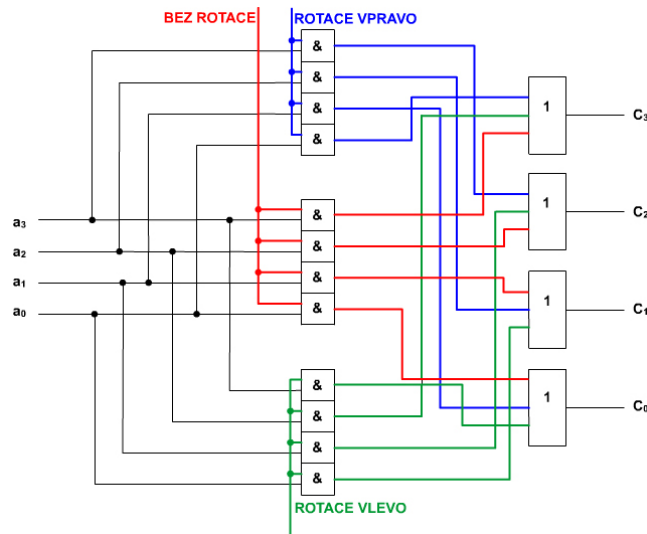 BEZ ROTACE
ROTACE VPRAVO
&
&
&
&
1
C₃
a₃
a₂
a₁
a₀
&
&
&
&
1
C₂
1
C₁
&
&
&
&
1
C₀
ROTACE VLEVO